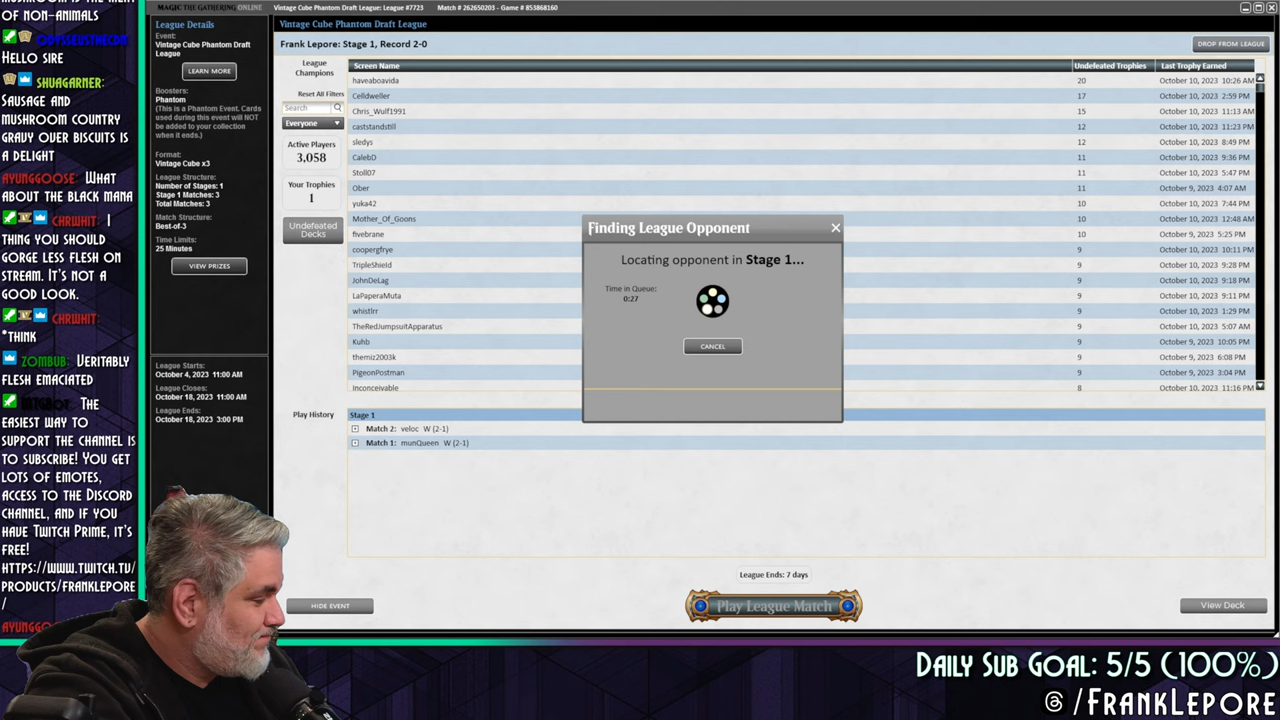 MUSHROOM IS THE MEAT
OF NON-ANIMALS
ODYSSEUSTHECDN:
HELLO SIRE
SHUAGARNER:
SAUSAGE AND
MUSHROOM COUNTRY
GRAVY OVER BISCUITS IS
A DELIGHT
AYUNGGOOSE: WHAT
ABOUT THE BLACK MANA
CHRWHIT: I
THING YOU SHOULD
GORGE LESS FLESH ON
STREAM. IT'S NOT A
GOOD LOOK.
CHRWHIT:
*THINK
ZOMBUB: VERITABLY
FLESH EMACIATED
THE
EASIEST WAY TO
SUPPORT THE CHANNEL IS
TO SUBSCRIBE! YOU GET
LOTS OF EMOTES,
ACCESS TO THE DISCORD
CHANNEL, AND IF YOU
HAVE TWITCH PRIME, IT'S
FREE!
HTTPS://WWW.TWITCH.TV/
PRODUCTS/FRANKLEPORE
/
MAGIC THE GATHERING ONLINE
Vintage Cube Phantom Draft League: League #7723 Match # 262650203 - Game # 853868160
League Details
Event:
Vintage Cube Phantom Draft
League
LEARN MORE
Boosters:
Phantom
(This is a Phantom Event. Cards
used during this event will NOT
be added to your collection
when it ends.)
Format:
Vintage Cube x3
League Structure:
Number of Stages: 1
Stage 1 Matches: 3
Total Matches: 3
Match Structure:
Best-of-3
Time Limits:
25 Minutes
VIEW PRIZES
League Starts:
October 4, 2023 11:00 AM
League Closes:
October 18, 2023 11:00 AM
League Ends:
October 18, 2023 3:00 PM
Vintage Cube Phantom Draft League
Frank Lepore: Stage 1, Record 2-0
DROP FROM LEAGUE
League
Champions
Reset All Filters
Search
Everyone
Active Players
3,058
Your Trophies
1
Undefeated
Decks
Screen Name Undefeated Trophies Last Trophy Earned
haveaboavida 20 October 10, 2023 10:26 AM
Celldweller 17 October 10, 2023 2:59 PM
Chris_Wulf1991 15 October 10, 2023 11:13 AM
caststandstill 12 October 10, 2023 11:23 PM
sledys 12 October 10, 2023 8:49 PM
CalebD 11 October 10, 2023 9:36 PM
Stoll07 11 October 10, 2023 5:47 PM
Ober 11 October 9, 2023 4:07 AM
yuka42 10 October 10, 2023 7:44 PM
Mother_Of_Goons 10 October 10, 2023 12:48 AM
fivebrane 10 October 9, 2023 5:25 PM
coopergfrye 9 October 10, 2023 10:11 PM
TripleShield 9 October 10, 2023 9:28 PM
JohnDeLag 9 October 10, 2023 9:18 PM
LaPaperaMuta 9 October 10, 2023 9:11 PM
whistlrr 9 October 10, 2023 1:29 PM
TheRedJumpsuitApparatus 9 October 10, 2023 5:07 AM
Kuhb 9 October 9, 2023 10:05 PM
themiz2003k 9 October 9, 2023 6:08 PM
PigeonPostman 9 October 9, 2023 3:04 PM
Inconceivable 8 October 10, 2023 11:16 PM
Finding League Opponent
Locating opponent in Stage 1...
Time in Queue:
0:27
CANCEL
Play History
Stage 1
Match 2: veloc W (2-1)
Match 1: munQueen W (2-1)
League Ends: 7 days
HIDE EVENT
Play League Match
View Deck
DAILY SUB GOAL: 5/5 (100%)
@/FRANKLEPORE